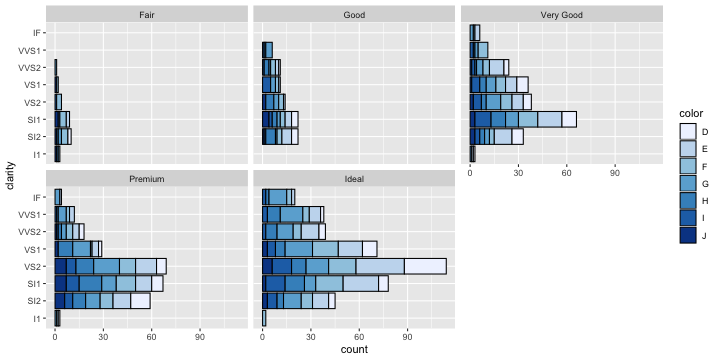 Fair Good Very Good
IF
VVS1
VVS2
VS1
VS2
SI1
SI2
I1
0 30 60 90
Premium Ideal
IF
VVS1
VVS2
VS1
VS2
SI1
SI2
I1
0 30 60 90 0 30 60 90
count
clarity
color
D
E
F
G
H
I
J